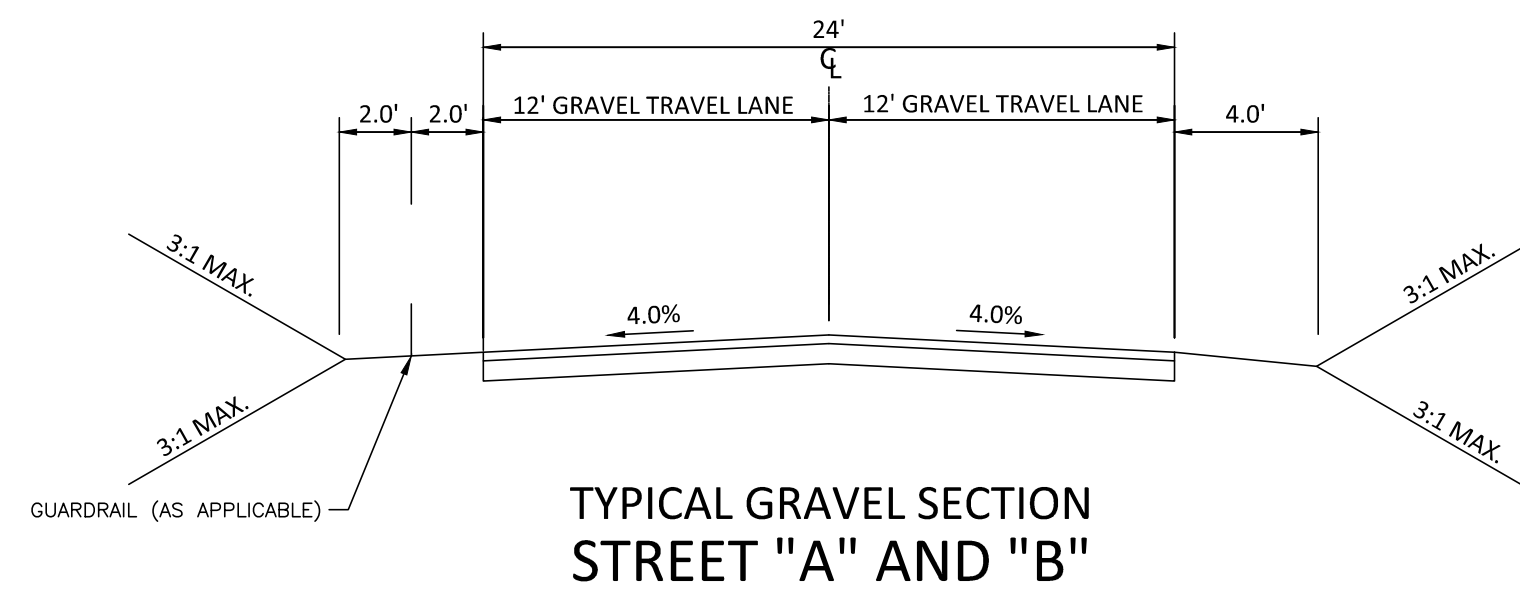 24'
℄
12' GRAVEL TRAVEL LANE
12' GRAVEL TRAVEL LANE
2.0'
2.0'
4.0'
3:1 MAX.
3:1 MAX.
4.0%
4.0%
3:1 MAX.
3:1 MAX.
GUARDRAIL (AS APPLICABLE)
TYPICAL GRAVEL SECTION
STREET "A" AND "B"